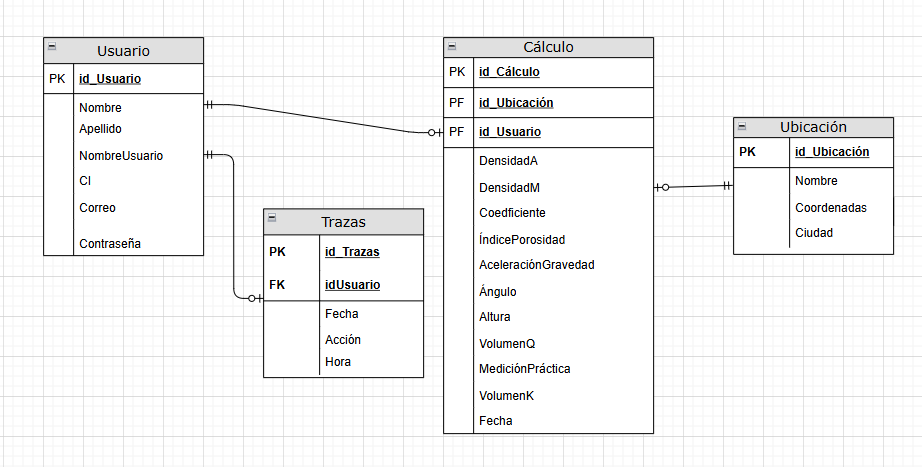 Usuario
PK id_Usuario
Nombre
Apellido
NombreUsuario
CI
Correo
Contraseña
Trazas
PK id_Trazas
FK idUsuario
Fecha
Acción
Hora
Cálculo
PK id_Cálculo
PF id_Ubicación
PF id_Usuario
DensidadA
DensidadM
Coedficiente
ÍndicePorosidad
AceleraciónGravedad
Ángulo
Altura
VolumenQ
MediciónPráctica
VolumenK
Fecha
Ubicación
PK id_Ubicación
Nombre
Coordenadas
Ciudad